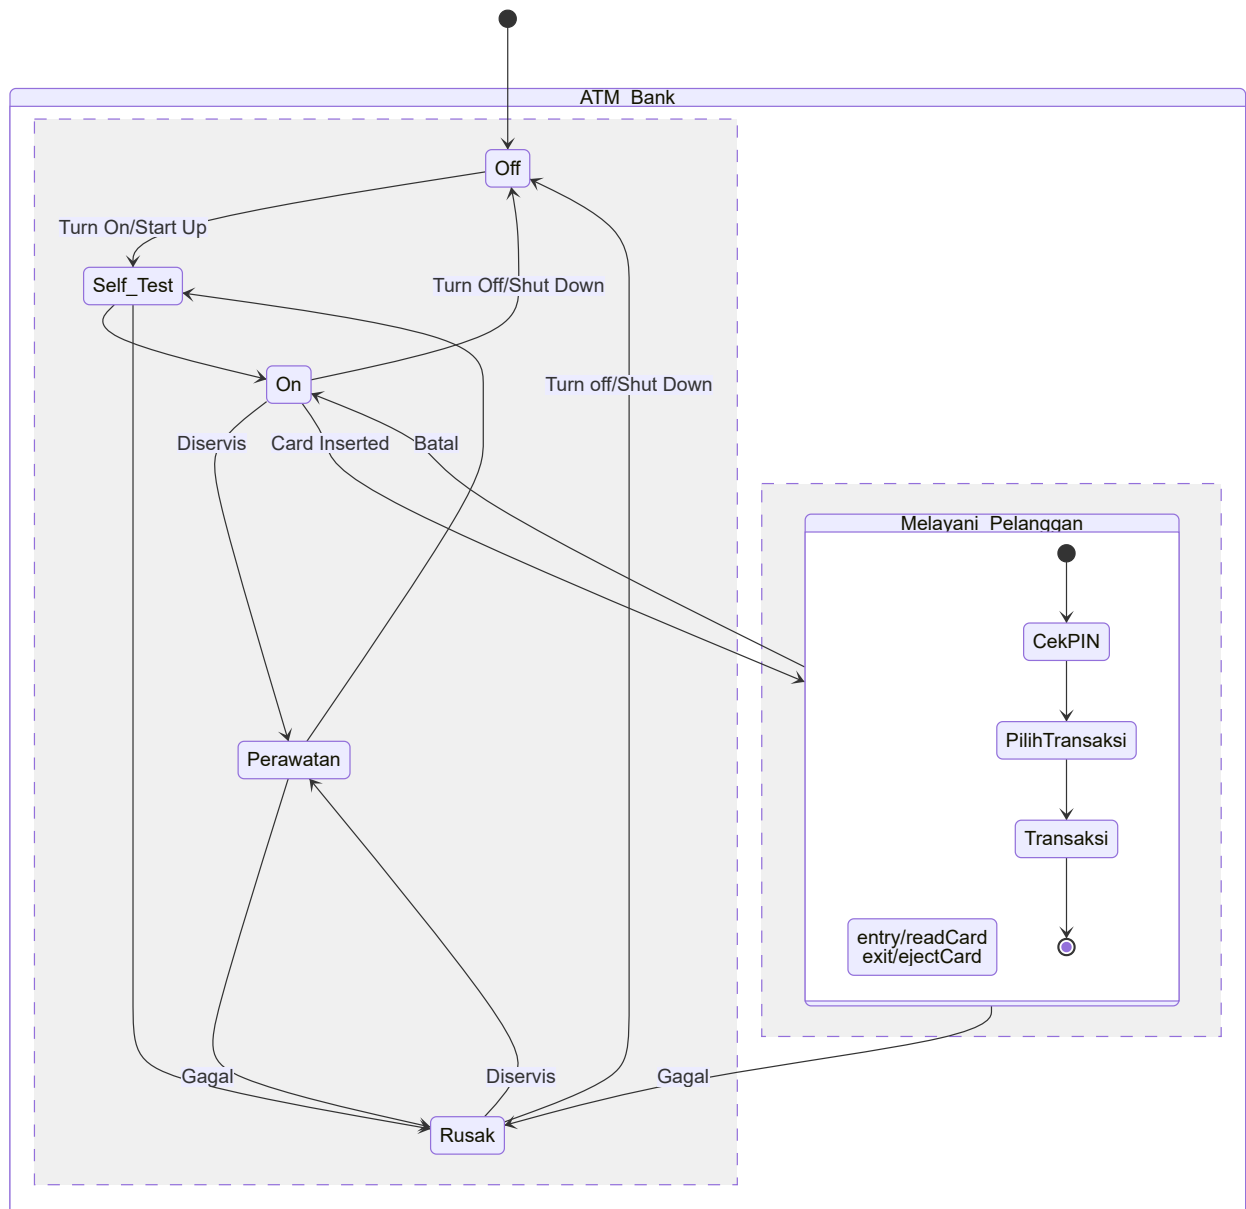 ATM_Bank
Off
Turn On/Start Up
Self_Test
Turn Off/Shut Down
On
Turn off/Shut Down
Diservis
Card Inserted
Batal
Melayani_Pelanggan
CekPIN
PilihTransaksi
Perawatan
Transaksi
entry/readCard
exit/ejectCard
Gagal
Diservis
Gagal
Rusak